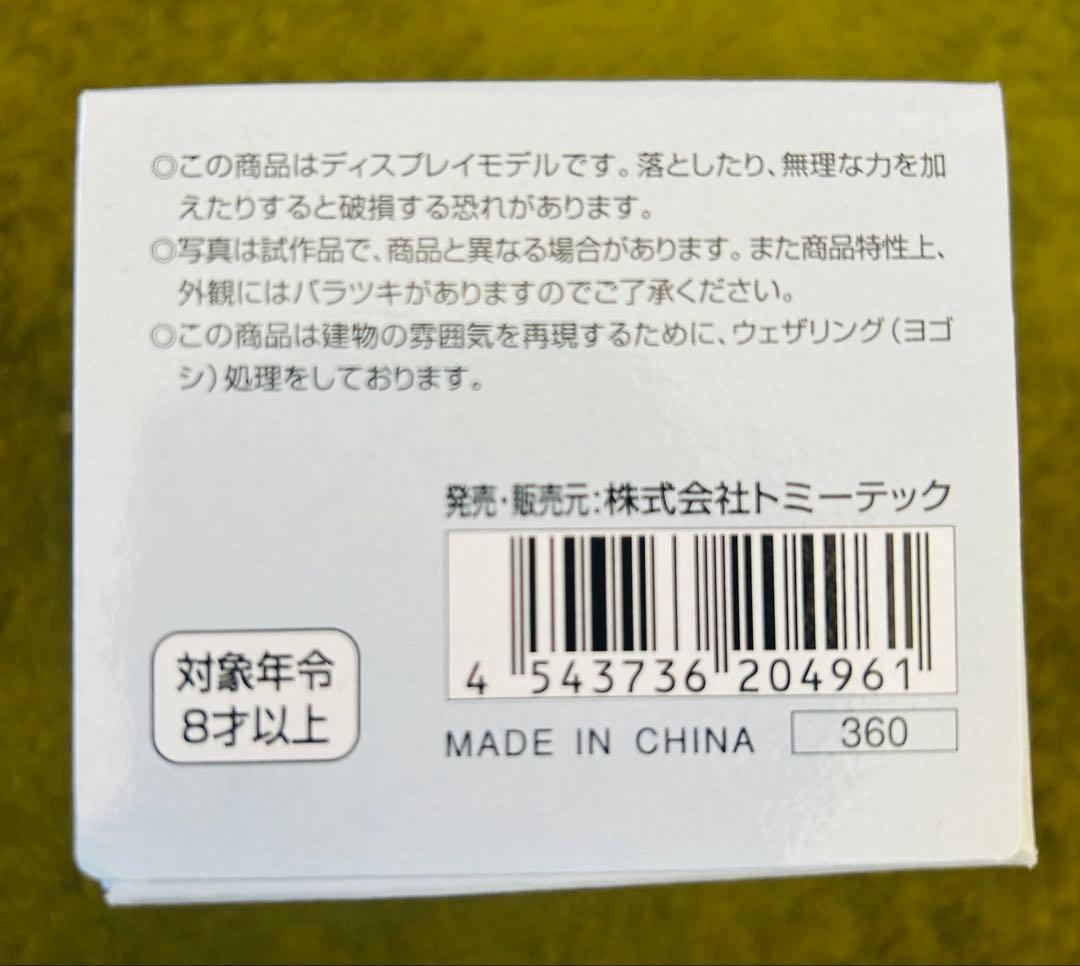 ◎この商品はディスプレイモデルです。落としたり、無理な力を加
えたりすると破損する恐れがあります。
◎写真は試作品で、商品と異なる場合があります。また商品特性上、
外観にはバラツキがありますのでご了承ください。
◎この商品は建物の雰囲気を再現するために、ウェザリング(ヨゴ
シ)処理をしております。
発売・販売元:株式会社トミーテック
4 543736 204961
対象年令
8才以上
MADE IN CHINA 360